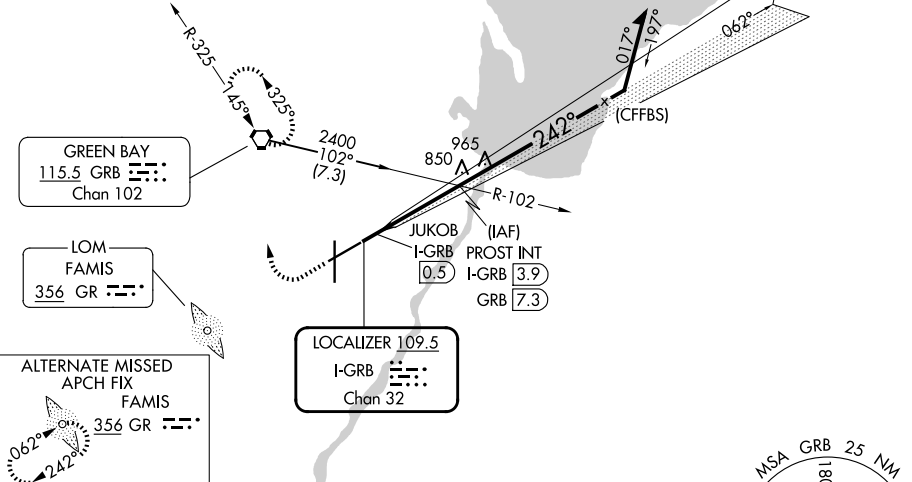 R-325
145°
325°
2400
102°
(7.3)
R-102
GREEN BAY
115.5 GRB
Chan 102
LOM
FAMIS
356 GR
ALTERNATE MISSED
APCH FIX
FAMIS
356 GR
062°
242°
850
965
JUKOB
I-GRB
0.5
(IAF)
PROST INT
I-GRB 3.9
GRB 7.3
LOCALIZER 109.5
I-GRB
Chan 32
242°
(CFFBS)
017°
197°
062°
MSA GRB 25 NM